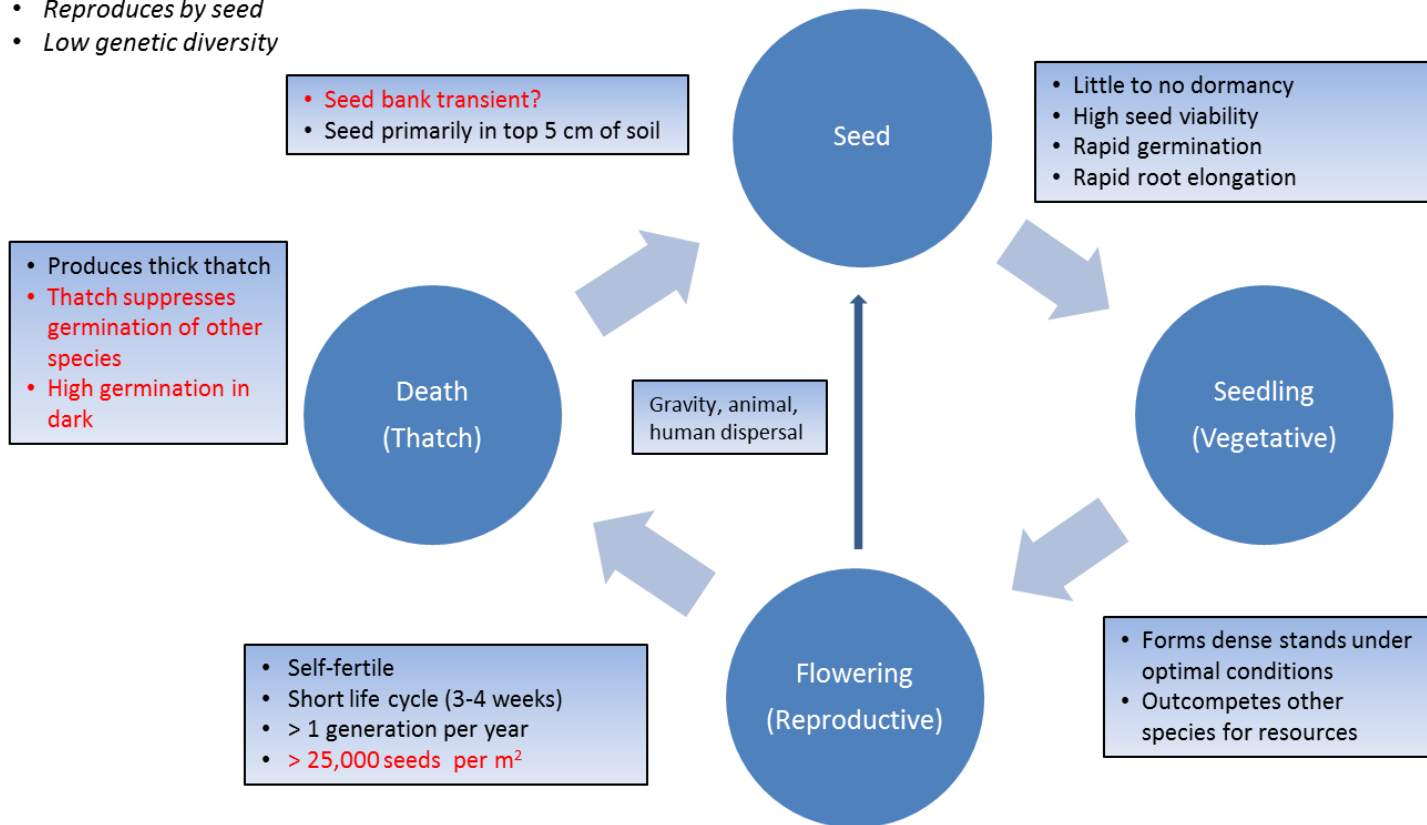 • Reproduces by seed
• Low genetic diversity
• Seed bank transient?
• Seed primarily in top 5 cm of soil
Seed
• Little to no dormancy
• High seed viability
• Rapid germination
• Rapid root elongation
• Produces thick thatch
• Thatch suppresses
germination of other
species
• High germination in
dark
Death
(Thatch)
Gravity, animal,
human dispersal
Seedling
(Vegetative)
• Self-fertile
• Short life cycle (3-4 weeks)
• > 1 generation per year
• > 25,000 seeds per m²
Flowering
(Reproductive)
• Forms dense stands under
optimal conditions
• Outcompetes other
species for resources